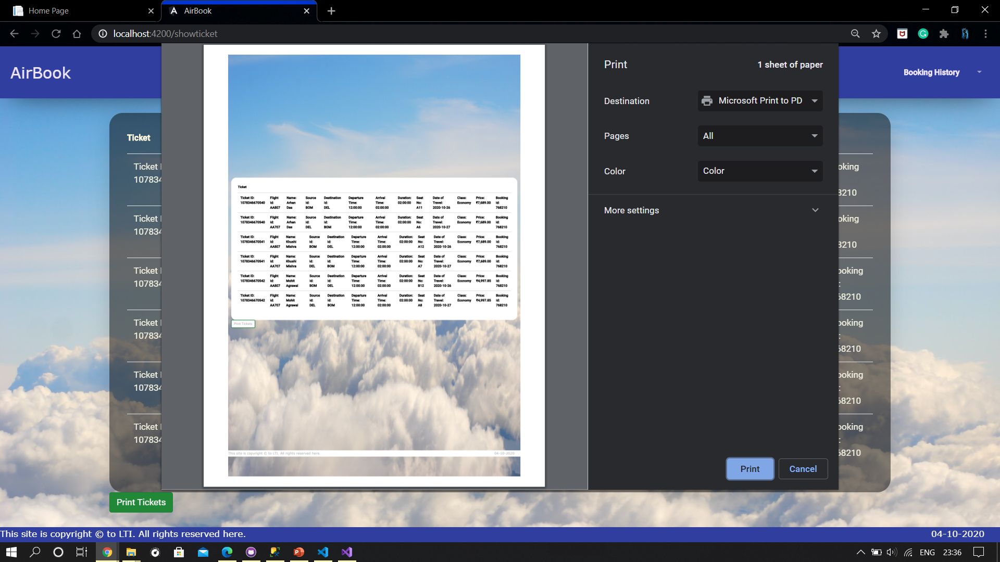 Home Page
AirBook
localhost:4200/showticket
AirBook
Booking History
Print
1 sheet of paper
Destination
Microsoft Print to PD
Pages
All
Color
Color
More settings
Print
Cancel
Ticket
Ticket
10783
Ticket
10783
Ticket
10783
Ticket
10783
Ticket
10783
Ticket
10783
Ticket
Ticket ID: Flight Name: Source Destination Departure Arrival Duration: Seat Date of Class: Price: Booking
1078346670540 Id: Arhan Id: Id: Time: Time: 02:00:00 No: Travel: Economy ₹7,689.00 Id:
AA807 Das BOM DEL 12:00:00 02:00:00 A11 2020-10-26 768210
Ticket ID: Flight Name: Source Destination Departure Arrival Duration: Seat Date of Class: Price: Booking
1078346670540 Id: Arhan Id: Id: Time: Time: 02:00:00 No: Travel: Economy ₹7,689.00 Id:
AA707 Das DEL BOM 12:00:00 02:00:00 A6 2020-10-27 768210
Ticket ID: Flight Name: Source Destination Departure Arrival Duration: Seat Date of Class: Price: Booking
1078346670541 Id: Khushi Id: Id: Time: Time: 02:00:00 No: Travel: Economy ₹7,689.00 Id:
AA807 Mishra BOM DEL 12:00:00 02:00:00 A12 2020-10-26 768210
Ticket ID: Flight Name: Source Destination Departure Arrival Duration: Seat Date of Class: Price: Booking
1078346670541 Id: Khushi Id: Id: Time: Time: 02:00:00 No: Travel: Economy ₹7,689.00 Id:
AA707 Mishra DEL BOM 12:00:00 02:00:00 A7 2020-10-27 768210
Ticket ID: Flight Name: Source Destination Departure Arrival Duration: Seat Date of Class: Price: Booking
1078346670542 Id: Mohit Id: Id: Time: Time: 02:00:00 No: Travel: Economy ₹4,997.85 Id:
AA807 Agrawal BOM DEL 12:00:00 02:00:00 B12 2020-10-26 768210
Ticket ID: Flight Name: Source Destination Departure Arrival Duration: Seat Date of Class: Price: Booking
1078346670542 Id: Mohit Id: Id: Time: Time: 02:00:00 No: Travel: Economy ₹4,997.85 Id:
AA707 Agrawal DEL BOM 12:00:00 02:00:00 A8 2020-10-27 768210
Print Tickets
This site is copyright © to LTI. All rights reserved here. 04-10-2020
oking
8210
oking
8210
ooking
:
68210
ooking
:
68210
ooking
:
68210
ooking
:
68210
Print Tickets
This site is copyright © to LTI. All rights reserved here. 04-10-2020
ENG 23:36